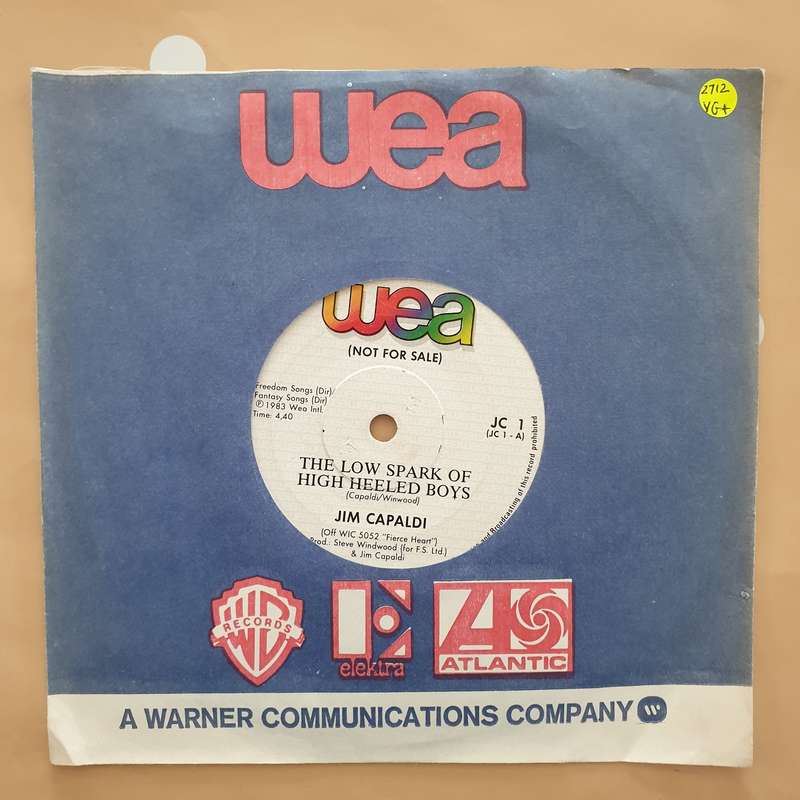 wea
2712
VG+
wea
(NOT FOR SALE)
Freedom Songs (Dir)/
Fantasy Songs (Dir)
℗ 1983 Wea Intl.
Time: 4,40
JC 1
(JC 1 - A)
THE LOW SPARK OF
HIGH HEELED BOYS
(Capaldi/Winwood)
JIM CAPALDI
(Off WIC 5052 "Fierce Heart")
Prod.: Steve Windwood (for F.S. Ltd.)
& Jim Capaldi
and Broadcasting of this record prohibited
WB
RECORDS
E
elektra
A
ATLANTIC
A WARNER COMMUNICATIONS COMPANY